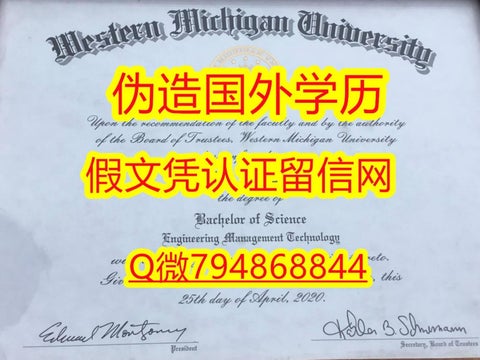 Western Michigan University
伪造国外学历
Upon the recommendation of the faculty and by the authority
of the Board of Trustees, Western Michigan University
假文凭认证留信网
the degree of
Bachelor of Science
Engineering Management Technology
Q微794868844
this
25th day of April, 2020.
President
Secretary, Board of Trustees